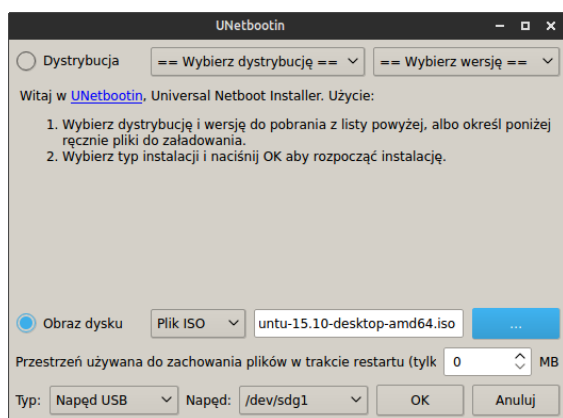 UNetbootin
Dystrybucja == Wybierz dystrybucję == == Wybierz wersję ==
Witaj w UNetbootin, Universal Netboot Installer. Użycie:
1. Wybierz dystrybucję i wersję do pobrania z listy powyżej, albo określ poniżej
ręcznie pliki do załadowania.
2. Wybierz typ instalacji i naciśnij OK aby rozpocząć instalację.
Obraz dysku Plik ISO untu-15.10-desktop-amd64.iso ...
Przestrzeń używana do zachowania plików w trakcie restartu (tylk 0 MB
Typ: Napęd USB Napęd: /dev/sdg1 OK Anuluj